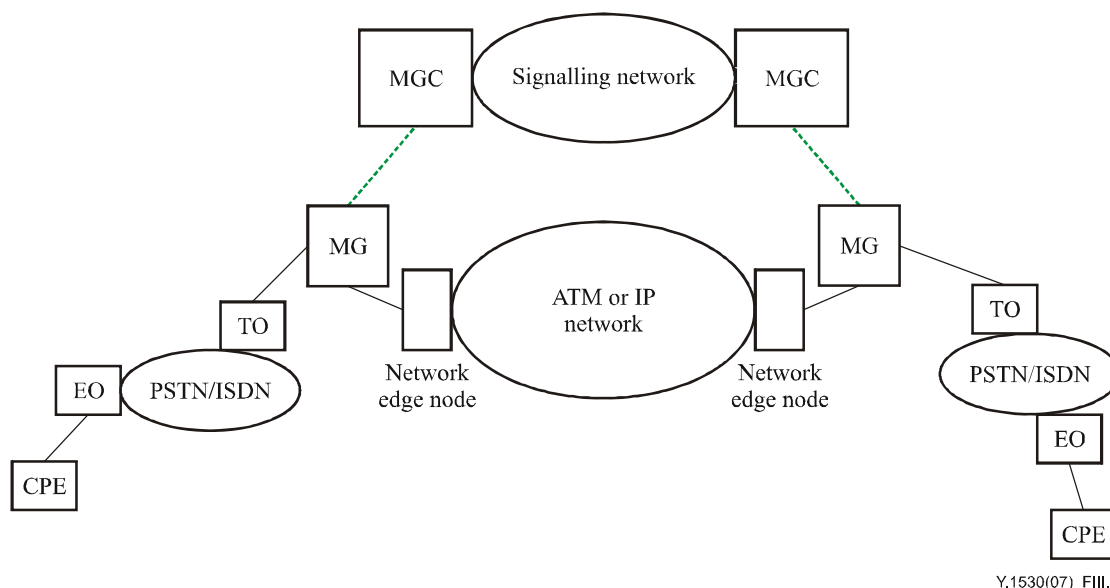 MGC
Signalling network
MGC
MG
MG
ATM or IP
network
TO
TO
Network
edge node
Network
edge node
EO
PSTN/ISDN
PSTN/ISDN
EO
CPE
CPE
Y.1530(07)_FIII.